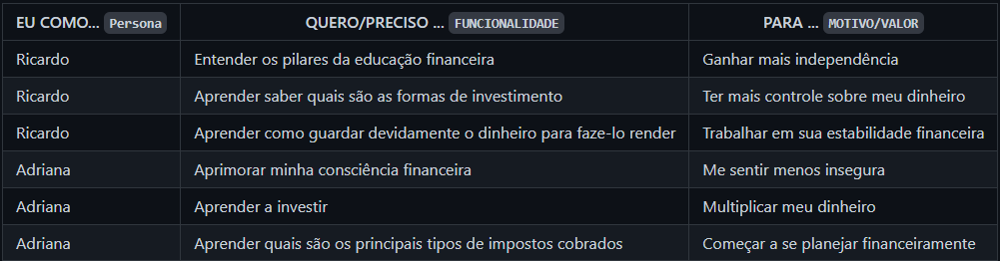 EU COMO... Persona QUERO/PRECISO ... FUNCIONALIDADE PARA ... MOTIVO/VALOR
Ricardo Entender os pilares da educação financeira Ganhar mais independência
Ricardo Aprender saber quais são as formas de investimento Ter mais controle sobre meu dinheiro
Ricardo Aprender como guardar devidamente o dinheiro para faze-lo render Trabalhar em sua estabilidade financeira
Adriana Aprimorar minha consciência financeira Me sentir menos insegura
Adriana Aprender a investir Multiplicar meu dinheiro
Adriana Aprender quais são os principais tipos de impostos cobrados Começar a se planejar financeiramente